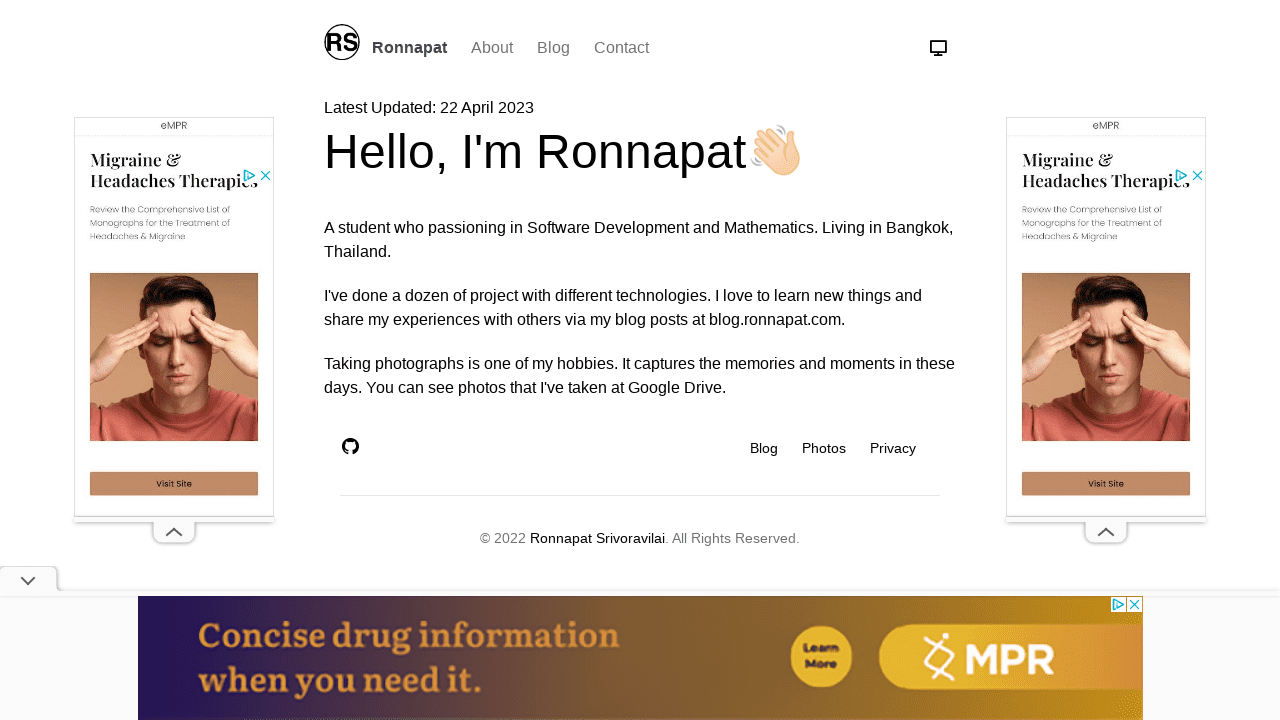 RS
Ronnapat About Blog Contact
Latest Updated: 22 April 2023
Hello, I'm Ronnapat👋🏻
A student who passioning in Software Development and Mathematics. Living in Bangkok,
Thailand.
I've done a dozen of project with different technologies. I love to learn new things and
share my experiences with others via my blog posts at blog.ronnapat.com.
Taking photographs is one of my hobbies. It captures the memories and moments in these
days. You can see photos that I've taken at Google Drive.
Blog Photos Privacy
© 2022 Ronnapat Srivoravilai. All Rights Reserved.
eMPR
Migraine &
Headaches Therapies
Review the Comprehensive List of
Monographs for the Treatment of
Headaches & Migraine
Visit Site
eMPR
Migraine &
Headaches Therapies
Review the Comprehensive List of
Monographs for the Treatment of
Headaches & Migraine
Visit Site
Concise drug information
when you need it.
Learn
More
MPR